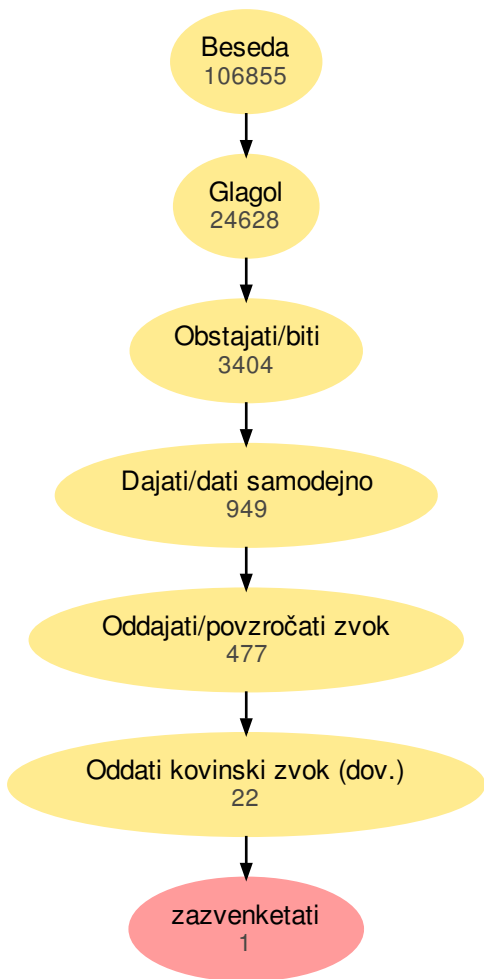 Beseda
106855
Glagol
24628
Obstajati/biti
3404
Dajati/dati samodejno
949
Oddajati/povzročati zvok
477
Oddati kovinski zvok (dov.)
22
zazvenketati
1